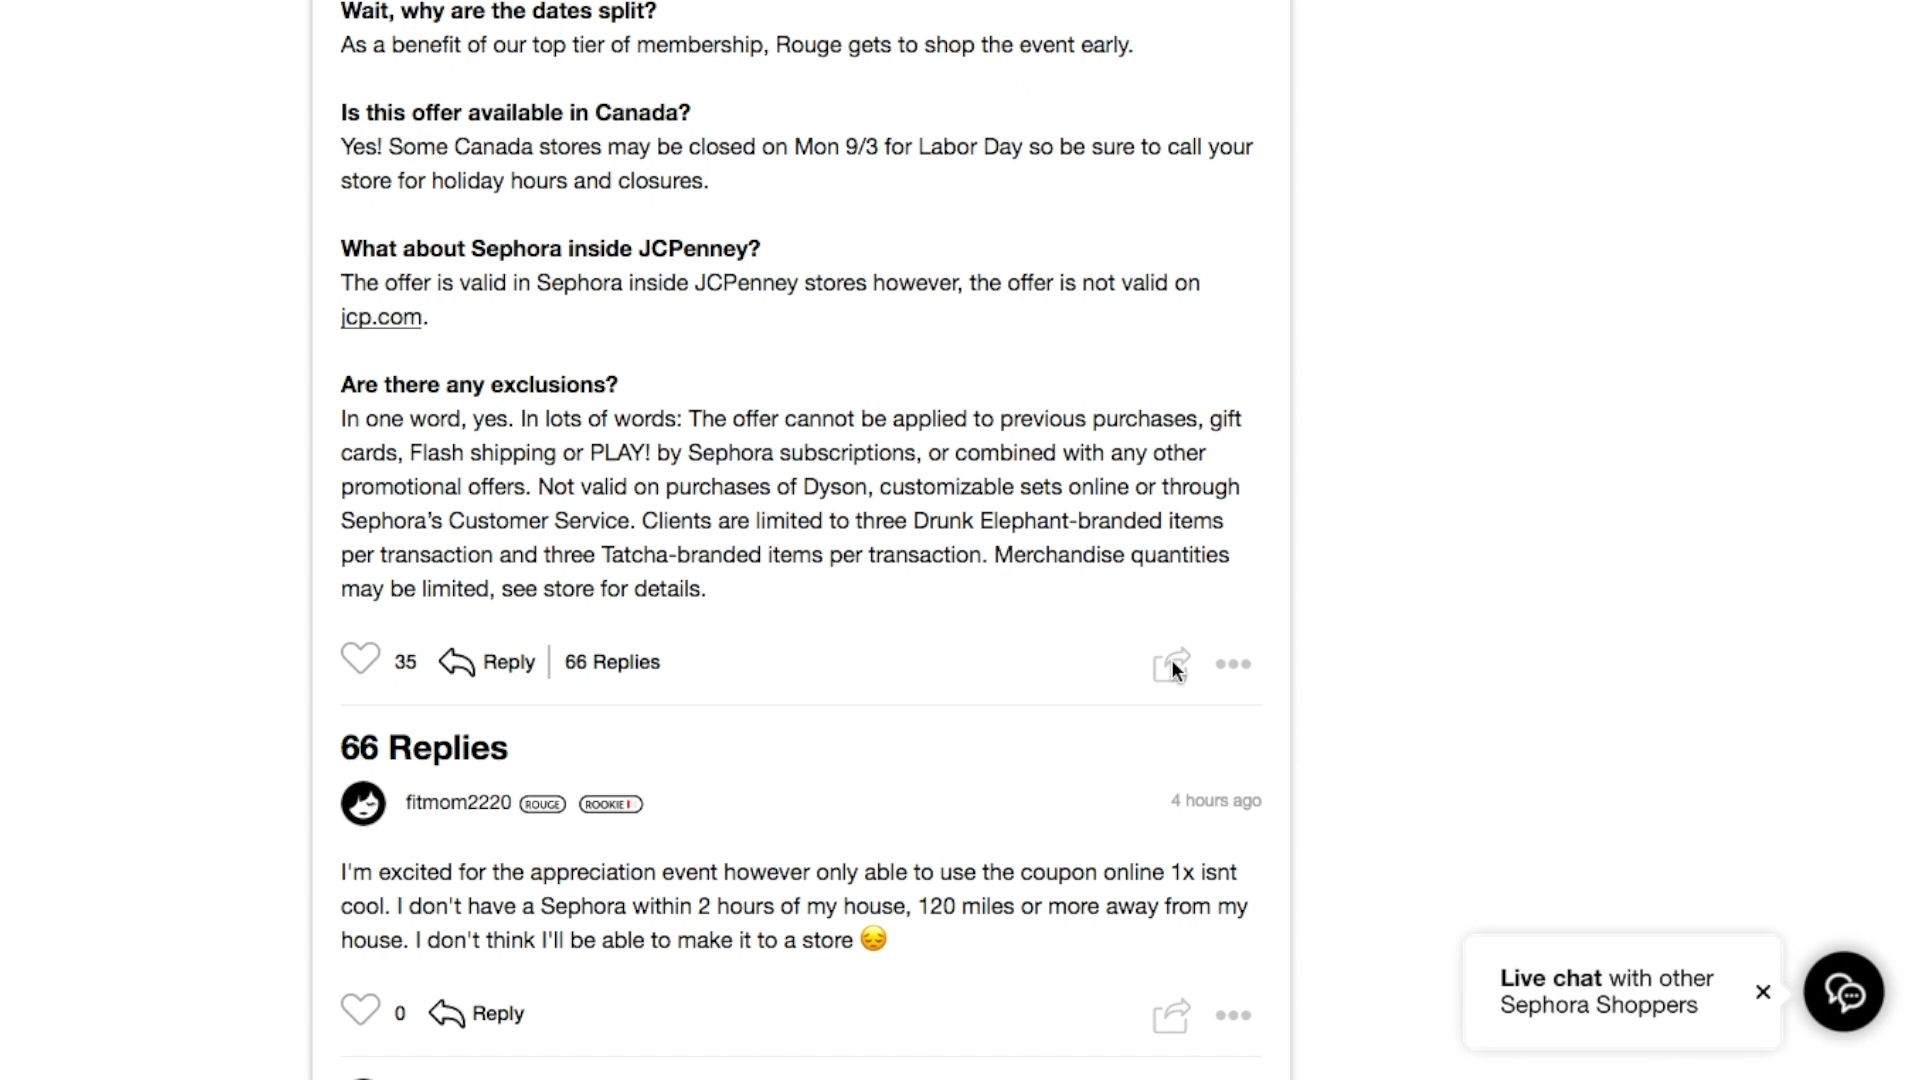 Wait, why are the dates split?
As a benefit of our top tier of membership, Rouge gets to shop the event early.
Is this offer available in Canada?
Yes! Some Canada stores may be closed on Mon 9/3 for Labor Day so be sure to call your
store for holiday hours and closures.
What about Sephora inside JCPenney?
The offer is valid in Sephora inside JCPenney stores however, the offer is not valid on
jcp.com.
Are there any exclusions?
In one word, yes. In lots of words: The offer cannot be applied to previous purchases, gift
cards, Flash shipping or PLAY! by Sephora subscriptions, or combined with any other
promotional offers. Not valid on purchases of Dyson, customizable sets online or through
Sephora’s Customer Service. Clients are limited to three Drunk Elephant-branded items
per transaction and three Tatcha-branded items per transaction. Merchandise quantities
may be limited, see store for details.
35 Reply 66 Replies
66 Replies
fitmom2220 ROUGE ROOKIE 4 hours ago
I'm excited for the appreciation event however only able to use the coupon online 1x isnt
cool. I don't have a Sephora within 2 hours of my house, 120 miles or more away from my
house. I don't think I'll be able to make it to a store 😔
0 Reply
Live chat with other
Sephora Shoppers